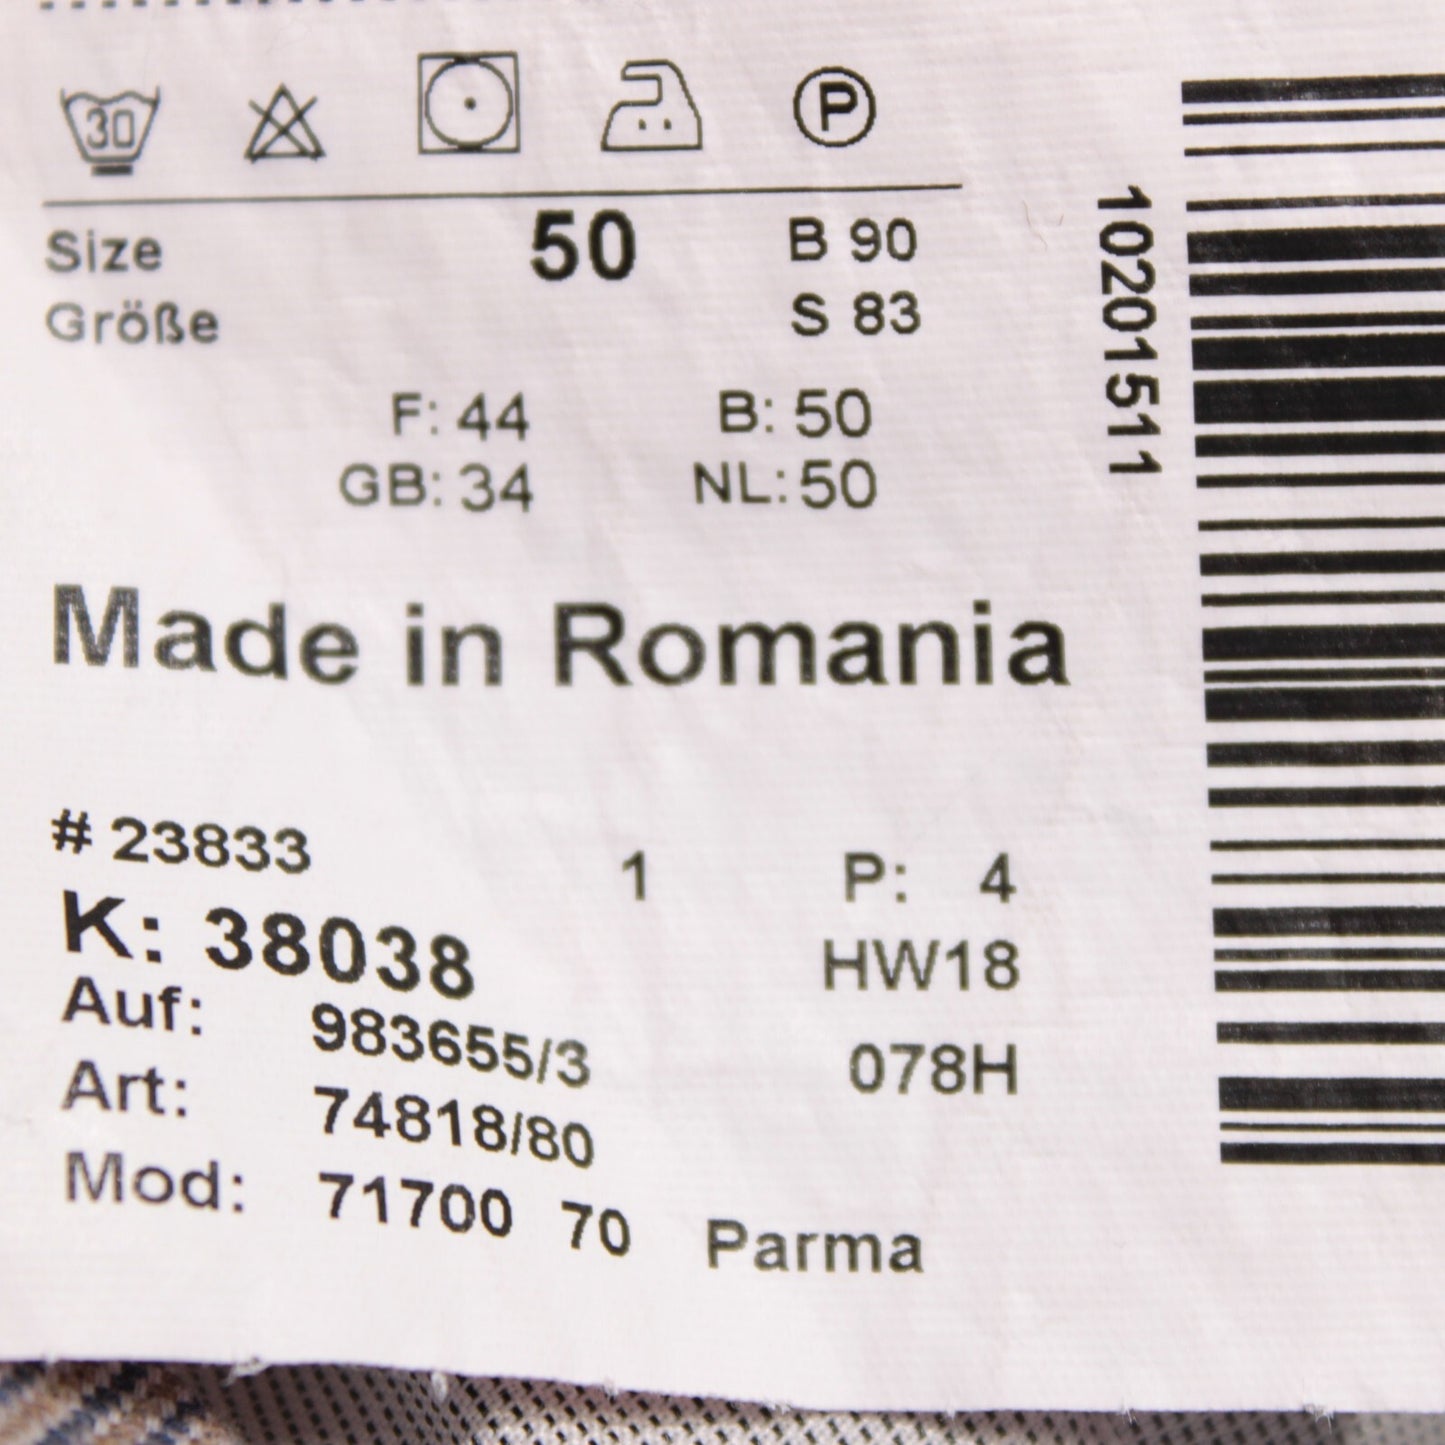 30 P
Size 50 B 90
Größe S 83
F: 44 B: 50
GB: 34 NL: 50
Made in Romania
# 23833 1 P: 4
K: 38038 HW18
Auf: 983655/3 078H
Art: 74818/80
Mod: 71700 70 Parma
10201511